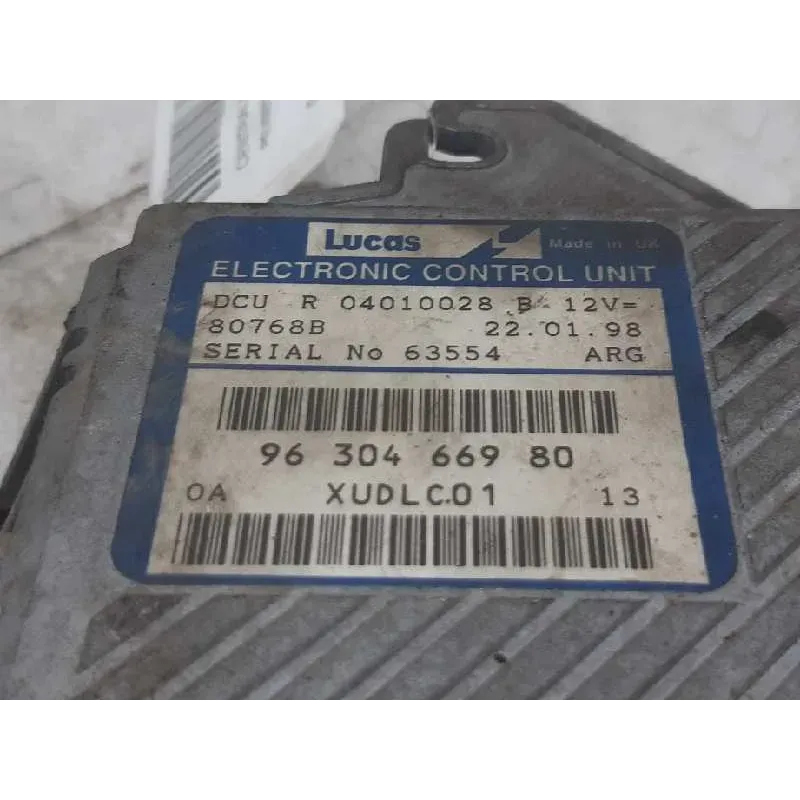 Lucas Made in UK
ELECTRONIC CONTROL UNIT
DCU R 04010028 B 12V=
80768B 22.01.98
SERIAL No 63554 ARG
96 304 669 80
0A XUDLC01 13